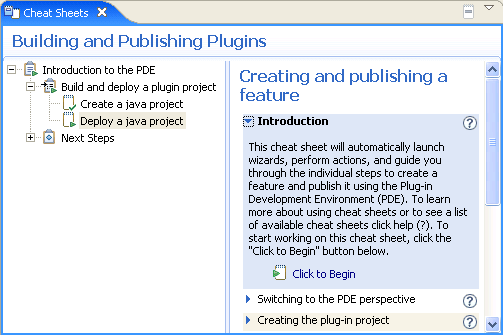 Cheat Sheets
Building and Publishing Plugins
Introduction to the PDE
Build and deploy a plugin project
Create a java project
Deploy a java project
Next Steps
Creating and publishing a
feature
Introduction
This cheat sheet will automatically launch
wizards, perform actions, and guide you
through the individual steps to create a
feature and publish it using the Plug-in
Development Environment (PDE). To learn
more about using cheat sheets or to see a list
of available cheat sheets click help (?). To
start working on this cheat sheet, click the
"Click to Begin" button below.
Click to Begin
Switching to the PDE perspective
Creating the plug-in project